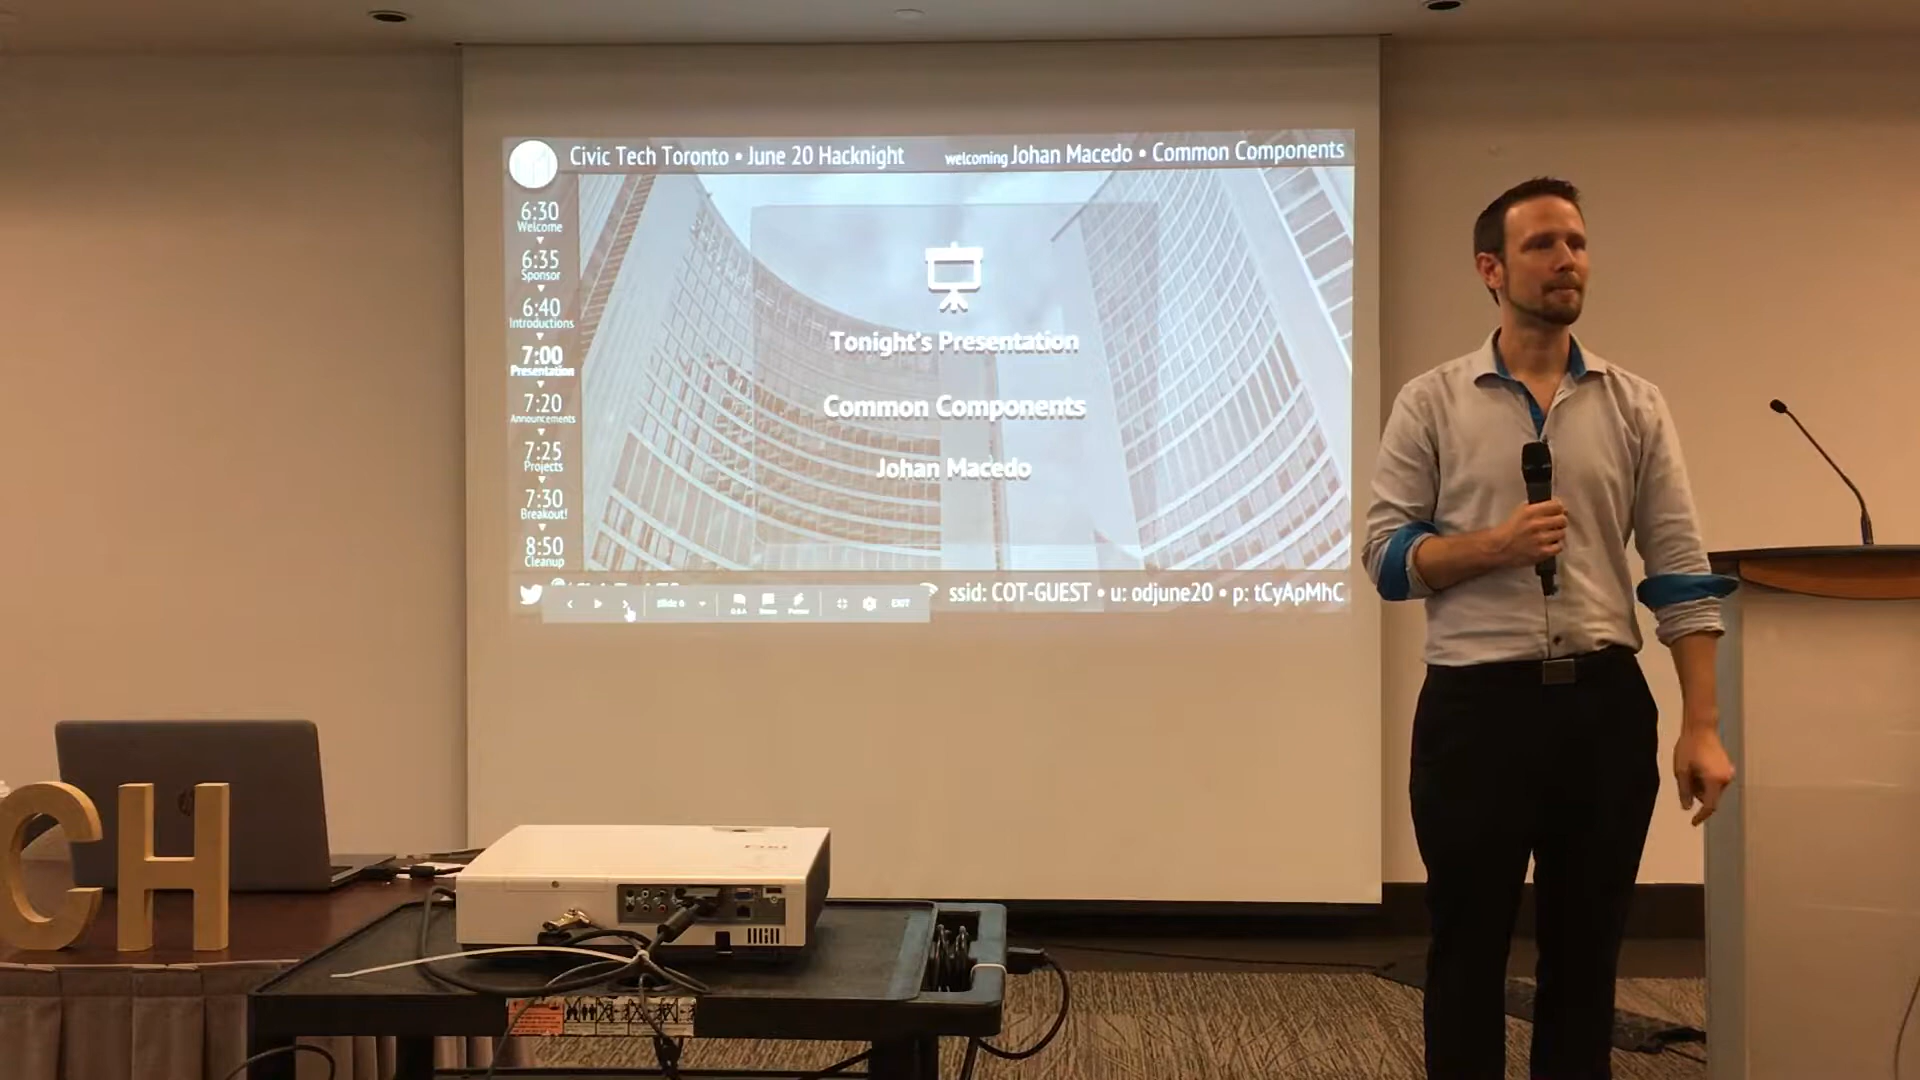 Civic Tech Toronto • June 20 Hacknight
welcoming Johan Macedo • Common Components
6:30
Welcome
6:35
Sponsor
6:40
Introductions
7:00
Presentation
7:20
Announcements
7:25
Projects
7:30
Breakout!
8:50
Cleanup
Tonight's Presentation
Common Components
Johan Macedo
Slide 6
Q&A
EXIT
ssid: COT-GUEST • u: odjune20 • p: tCyApMhC
CH